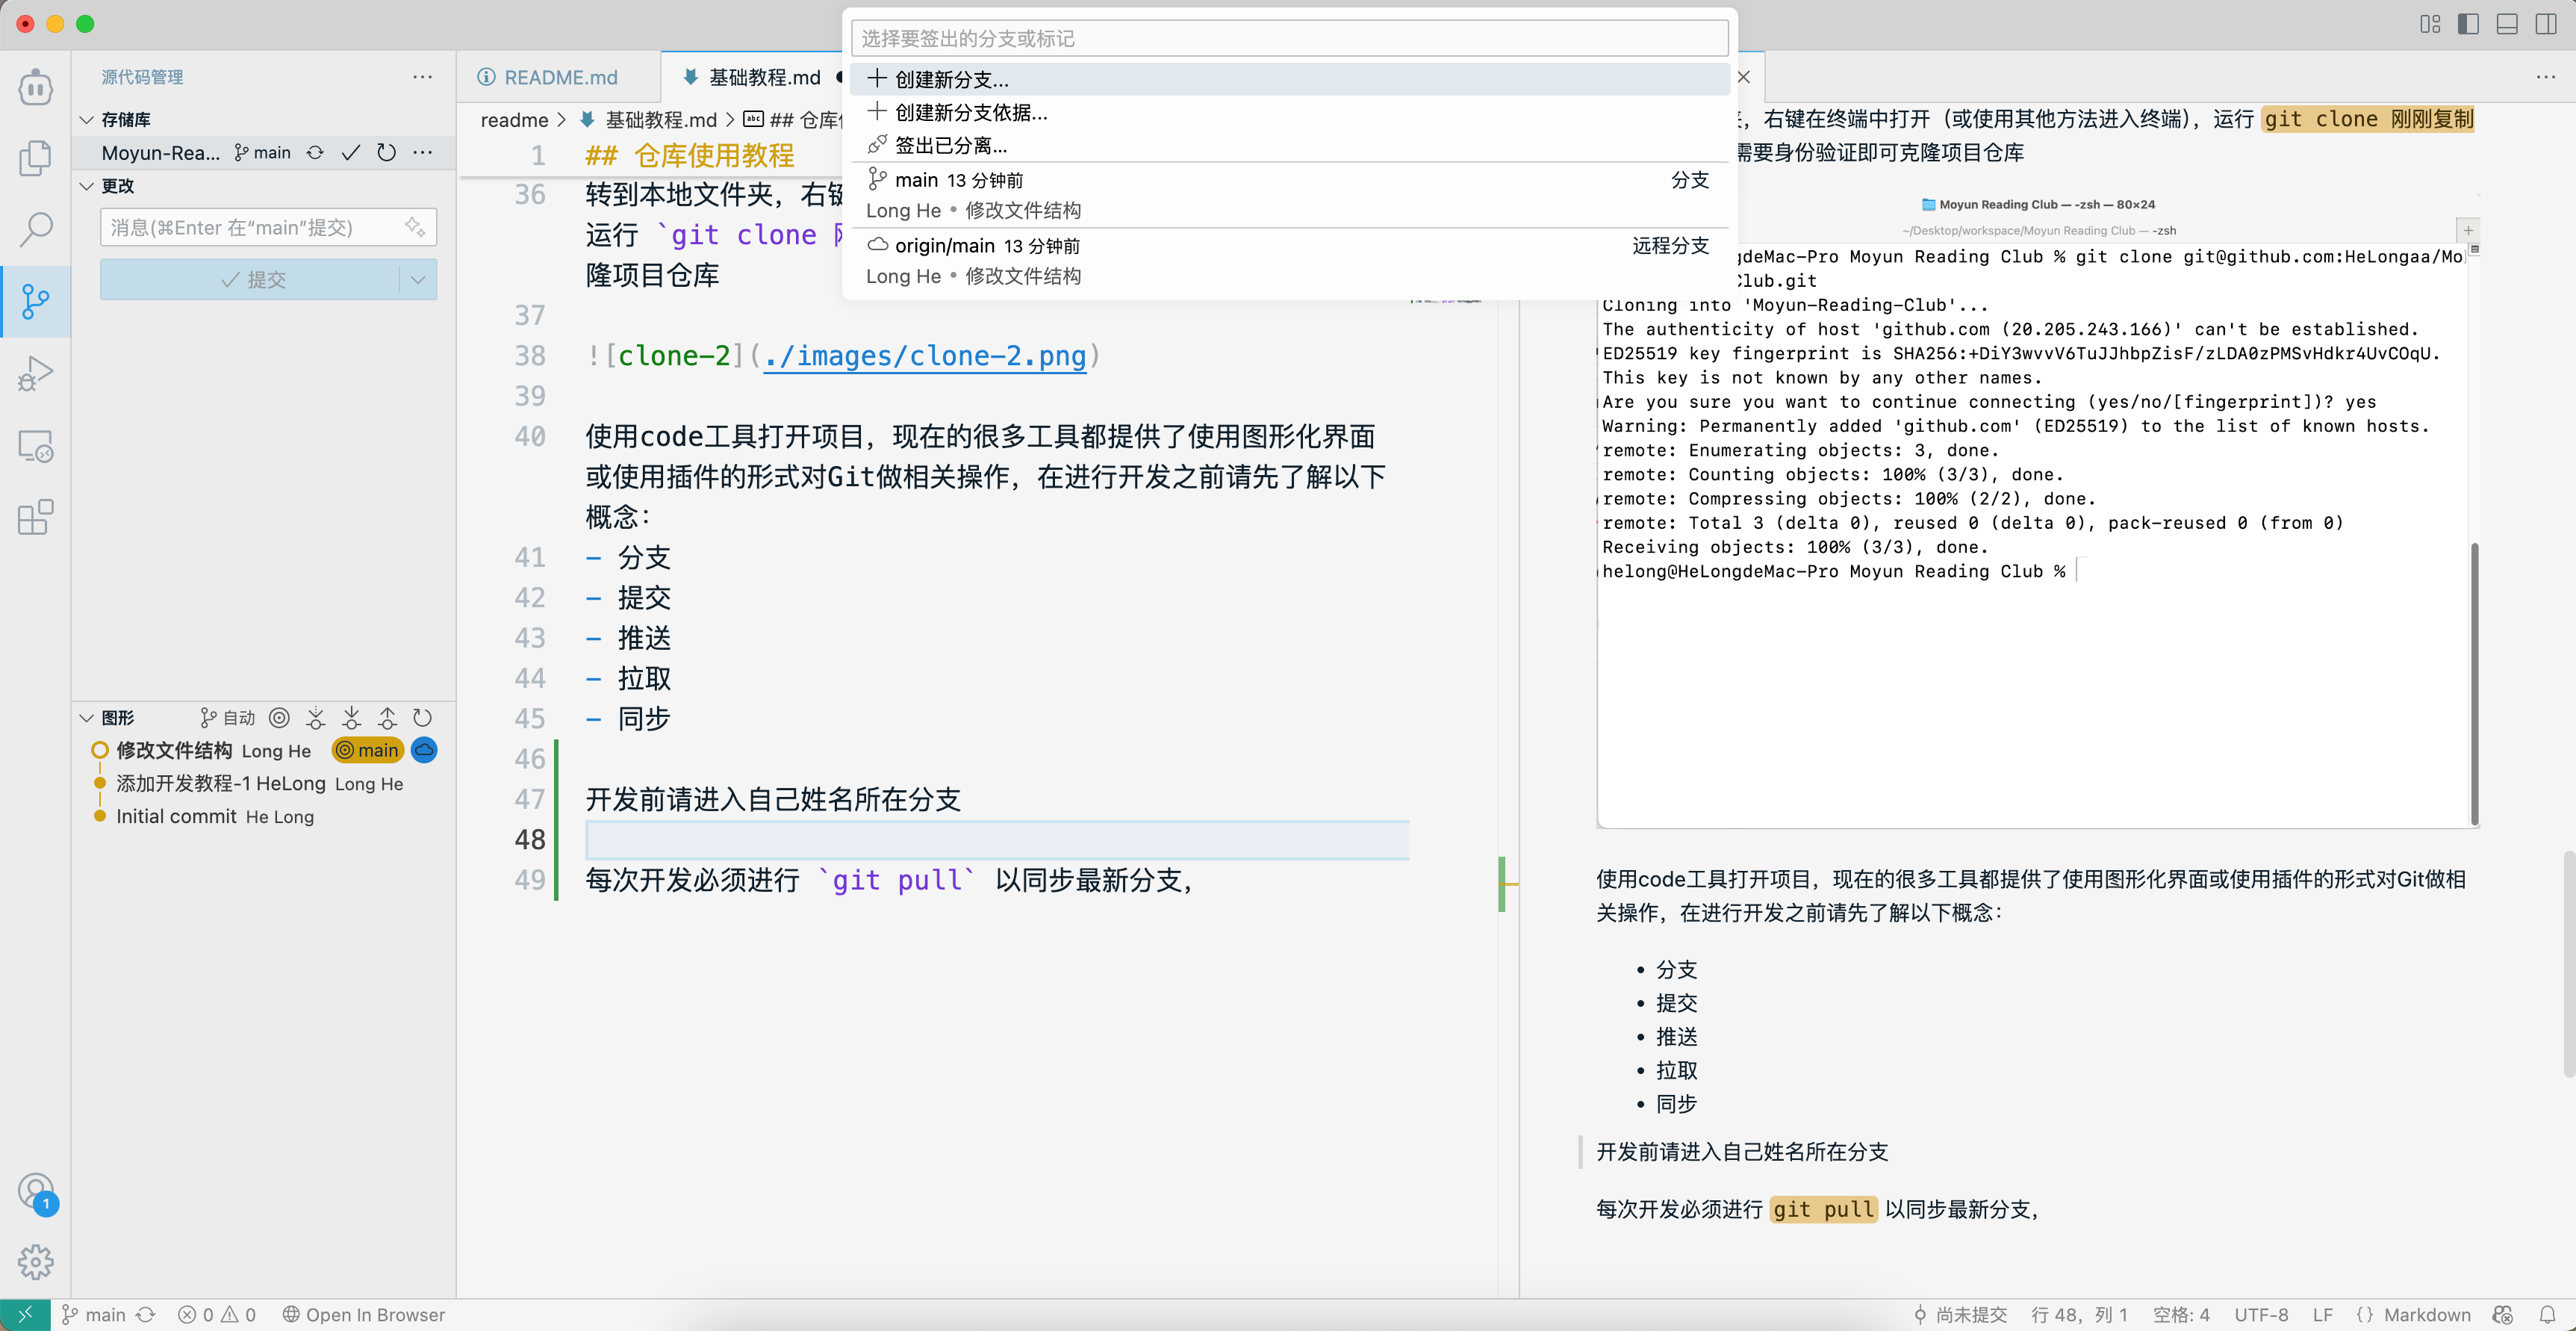 选择要签出的分支或标记
创建新分支...
创建新分支依据...
签出已分离...
main 13 分钟前 分支
Long He • 修改文件结构
origin/main 13 分钟前 远程分支
Long He • 修改文件结构
源代码管理
存储库
Moyun-Rea... main
更改
消息(⌘Enter 在“main”提交)
提交
图形 自动
修改文件结构 Long He main
添加开发教程-1 HeLong Long He
Initial commit He Long
1
README.md
基础教程.md
readme > 基础教程.md > ## 仓库
1 ## 仓库使用教程
36 转到本地文件夹，右键
运行 `git clone
隆项目仓库
37
38 ![clone-2](./images/clone-2.png)
39
40 使用code工具打开项目，现在的很多工具都提供了使用图形化界面
或使用插件的形式对Git做相关操作，在进行开发之前请先了解以下
概念：
41 - 分支
42 - 提交
43 - 推送
44 - 拉取
45 - 同步
46
47 开发前请进入自己姓名所在分支
48
49 每次开发必须进行 `git pull` 以同步最新分支，
，右键在终端中打开（或使用其他方法进入终端），运行 git clone 刚刚复制
需要身份验证即可克隆项目仓库
Moyun Reading Club — -zsh — 80×24
~/Desktop/workspace/Moyun Reading Club — -zsh
gdeMac-Pro Moyun Reading Club % git clone git@github.com:HeLongaa/Mo
Club.git
Cloning into 'Moyun-Reading-Club'...
The authenticity of host 'github.com (20.205.243.166)' can't be established.
ED25519 key fingerprint is SHA256:+DiY3wvvV6TuJJhbpZisF/zLDA0zPMSvHdkr4UvCOqU.
This key is not known by any other names.
Are you sure you want to continue connecting (yes/no/[fingerprint])? yes
Warning: Permanently added 'github.com' (ED25519) to the list of known hosts.
remote: Enumerating objects: 3, done.
remote: Counting objects: 100% (3/3), done.
remote: Compressing objects: 100% (2/2), done.
remote: Total 3 (delta 0), reused 0 (delta 0), pack-reused 0 (from 0)
Receiving objects: 100% (3/3), done.
helong@HeLongdeMac-Pro Moyun Reading Club %
使用code工具打开项目，现在的很多工具都提供了使用图形化界面或使用插件的形式对Git做相
关操作，在进行开发之前请先了解以下概念：
• 分支
• 提交
• 推送
• 拉取
• 同步
开发前请进入自己姓名所在分支
每次开发必须进行 git pull 以同步最新分支，
main 0 0 Open In Browser 尚未提交 行 48，列 1 空格: 4 UTF-8 LF {} Markdown